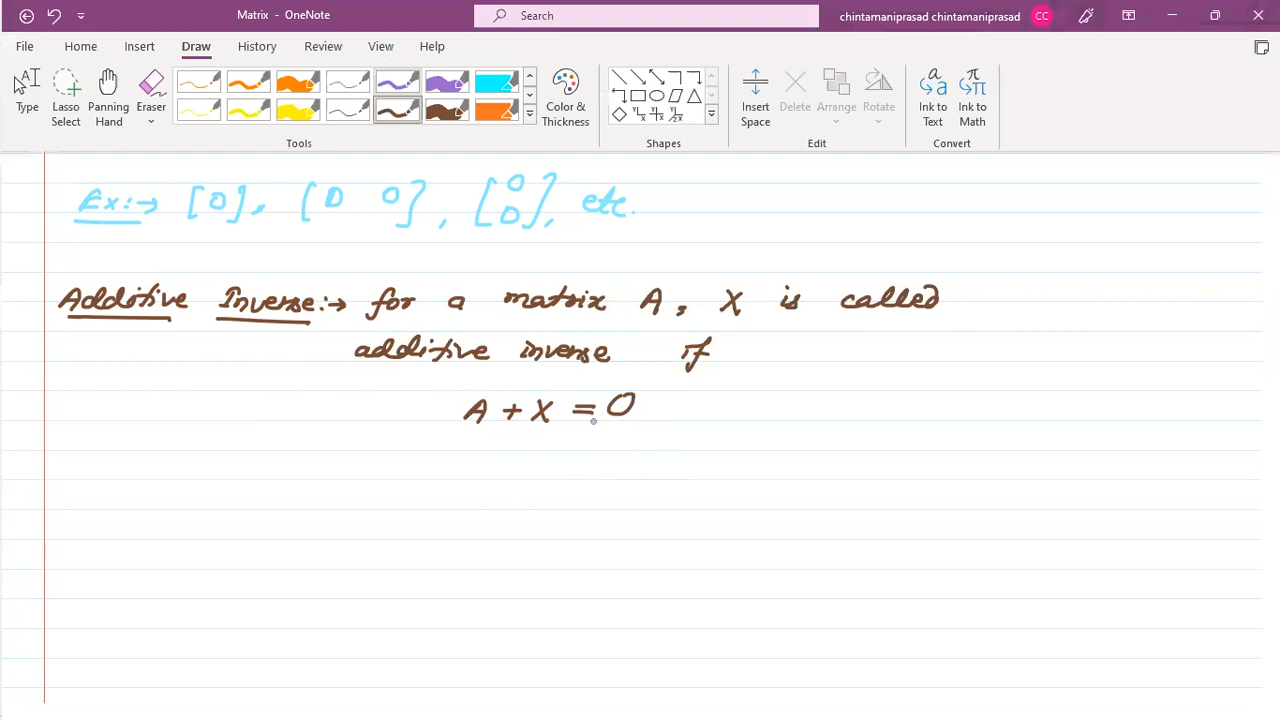 Matrix - OneNote
Search
chintamaniprasad chintamaniprasad CC
File Home Insert Draw History Review View Help
Type Lasso Select Panning Hand Eraser Color & Thickness Insert Space Delete Arrange Rotate Ink to Text Ink to Math
Tools Shapes Edit Convert
Ex:→ [0], [0 0], [0
0], etc.
Additive Inverse:→ for a matrix A, X is called
additive inverse if
A + X = O